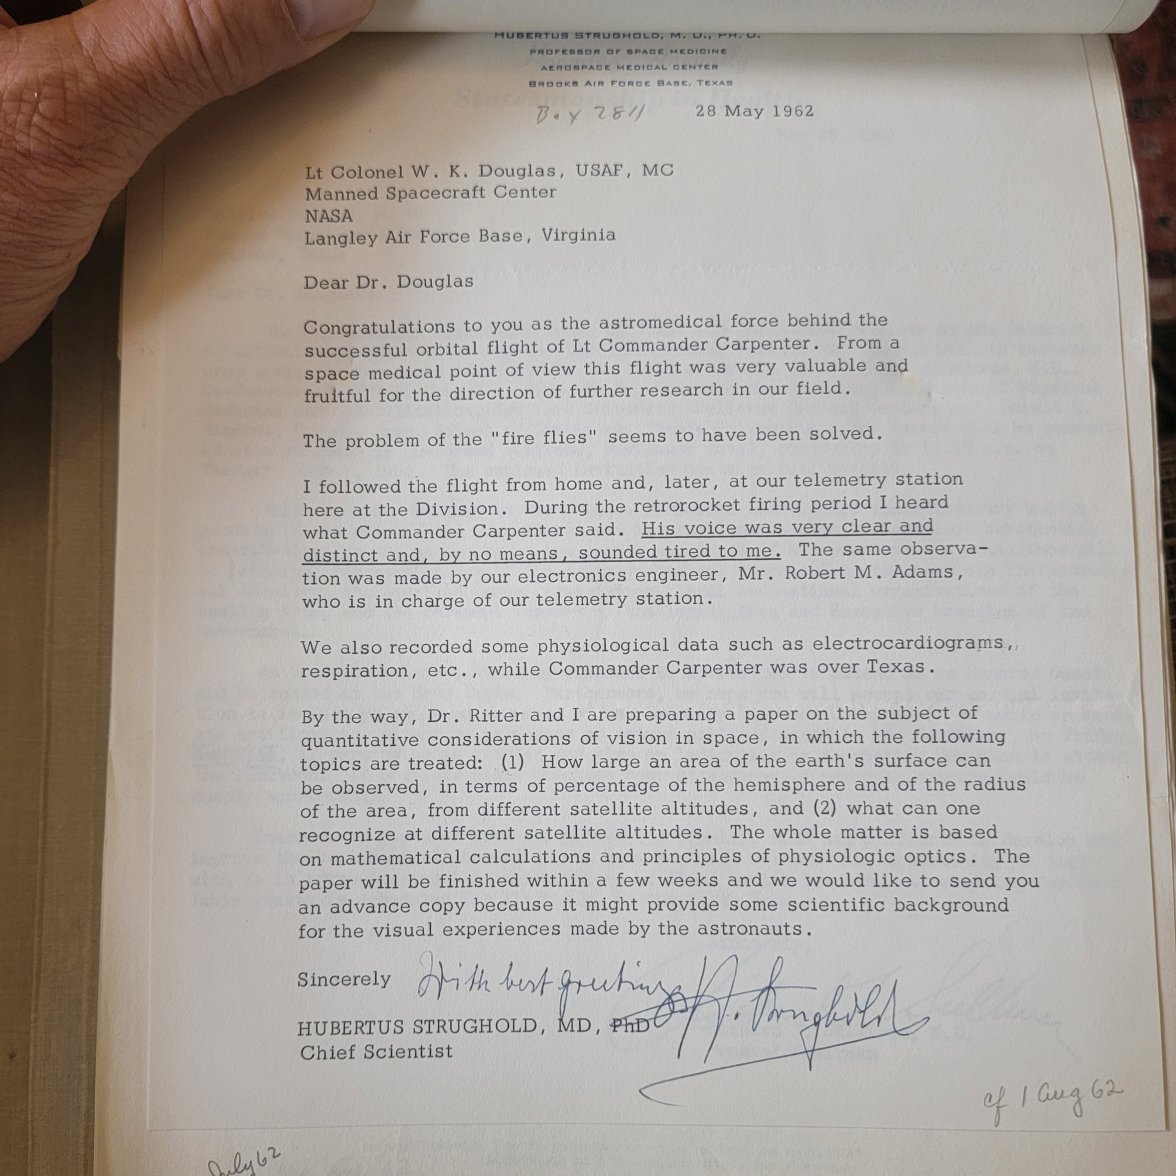 HUBERTUS STRUGHOLD, M. D., PH. D.
PROFESSOR OF SPACE MEDICINE
AEROSPACE MEDICAL CENTER
BROOKS AIR FORCE BASE, TEXAS
Box 2811 28 May 1962
Lt Colonel W. K. Douglas, USAF, MC
Manned Spacecraft Center
NASA
Langley Air Force Base, Virginia
Dear Dr. Douglas
Congratulations to you as the astromedical force behind the
successful orbital flight of Lt Commander Carpenter. From a
space medical point of view this flight was very valuable and
fruitful for the direction of further research in our field.
The problem of the "fire flies" seems to have been solved.
I followed the flight from home and, later, at our telemetry station
here at the Division. During the retrorocket firing period I heard
what Commander Carpenter said. His voice was very clear and
distinct and, by no means, sounded tired to me. The same observa-
tion was made by our electronics engineer, Mr. Robert M. Adams,
who is in charge of our telemetry station.
We also recorded some physiological data such as electrocardiograms,
respiration, etc., while Commander Carpenter was over Texas.
By the way, Dr. Ritter and I are preparing a paper on the subject of
quantitative considerations of vision in space, in which the following
topics are treated: (1) How large an area of the earth's surface can
be observed, in terms of percentage of the hemisphere and of the radius
of the area, from different satellite altitudes, and (2) what can one
recognize at different satellite altitudes. The whole matter is based
on mathematical calculations and principles of physiologic optics. The
paper will be finished within a few weeks and we would like to send you
an advance copy because it might provide some scientific background
for the visual experiences made by the astronauts.
Sincerely With best greetings H. Strughold
HUBERTUS STRUGHOLD, MD, PhD
Chief Scientist
cf 1 Aug 62
July 62